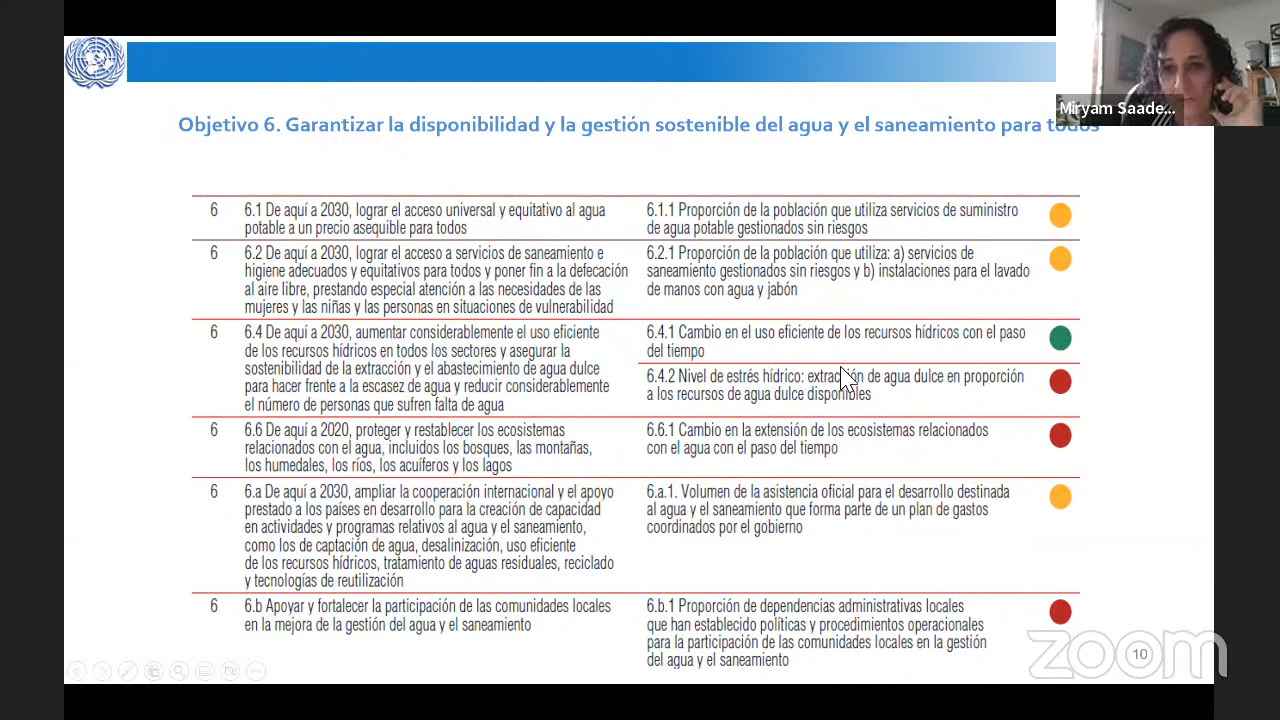 Miryam Saade...
Objetivo 6. Garantizar la disponibilidad y la gestión sostenible del agua y el saneamiento para todos
6
6.1 De aquí a 2030, lograr el acceso universal y equitativo al agua
potable a un precio asequible para todos
6.1.1 Proporción de la población que utiliza servicios de suministro
de agua potable gestionados sin riesgos
6
6.2 De aquí a 2030, lograr el acceso a servicios de saneamiento e
higiene adecuados y equitativos para todos y poner fin a la defecación
al aire libre, prestando especial atención a las necesidades de las
mujeres y las niñas y las personas en situaciones de vulnerabilidad
6.2.1 Proporción de la población que utiliza: a) servicios de
saneamiento gestionados sin riesgos y b) instalaciones para el lavado
de manos con agua y jabón
6
6.4 De aquí a 2030, aumentar considerablemente el uso eficiente
de los recursos hídricos en todos los sectores y asegurar la
sostenibilidad de la extracción y el abastecimiento de agua dulce
para hacer frente a la escasez de agua y reducir considerablemente
el número de personas que sufren falta de agua
6.4.1 Cambio en el uso eficiente de los recursos hídricos con el paso
del tiempo
6.4.2 Nivel de estrés hídrico: extracción de agua dulce en proporción
a los recursos de agua dulce disponibles
6
6.6 De aquí a 2020, proteger y restablecer los ecosistemas
relacionados con el agua, incluidos los bosques, las montañas,
los humedales, los ríos, los acuíferos y los lagos
6.6.1 Cambio en la extensión de los ecosistemas relacionados
con el agua con el paso del tiempo
6
6.a De aquí a 2030, ampliar la cooperación internacional y el apoyo
prestado a los países en desarrollo para la creación de capacidad
en actividades y programas relativos al agua y el saneamiento,
como los de captación de agua, desalinización, uso eficiente
de los recursos hídricos, tratamiento de aguas residuales, reciclado
y tecnologías de reutilización
6.a.1. Volumen de la asistencia oficial para el desarrollo destinada
al agua y el saneamiento que forma parte de un plan de gastos
coordinados por el gobierno
6
6.b Apoyar y fortalecer la participación de las comunidades locales
en la mejora de la gestión del agua y el saneamiento
6.b.1 Proporción de dependencias administrativas locales
que han establecido políticas y procedimientos operacionales
para la participación de las comunidades locales en la gestión
del agua y el saneamiento
zoom
10